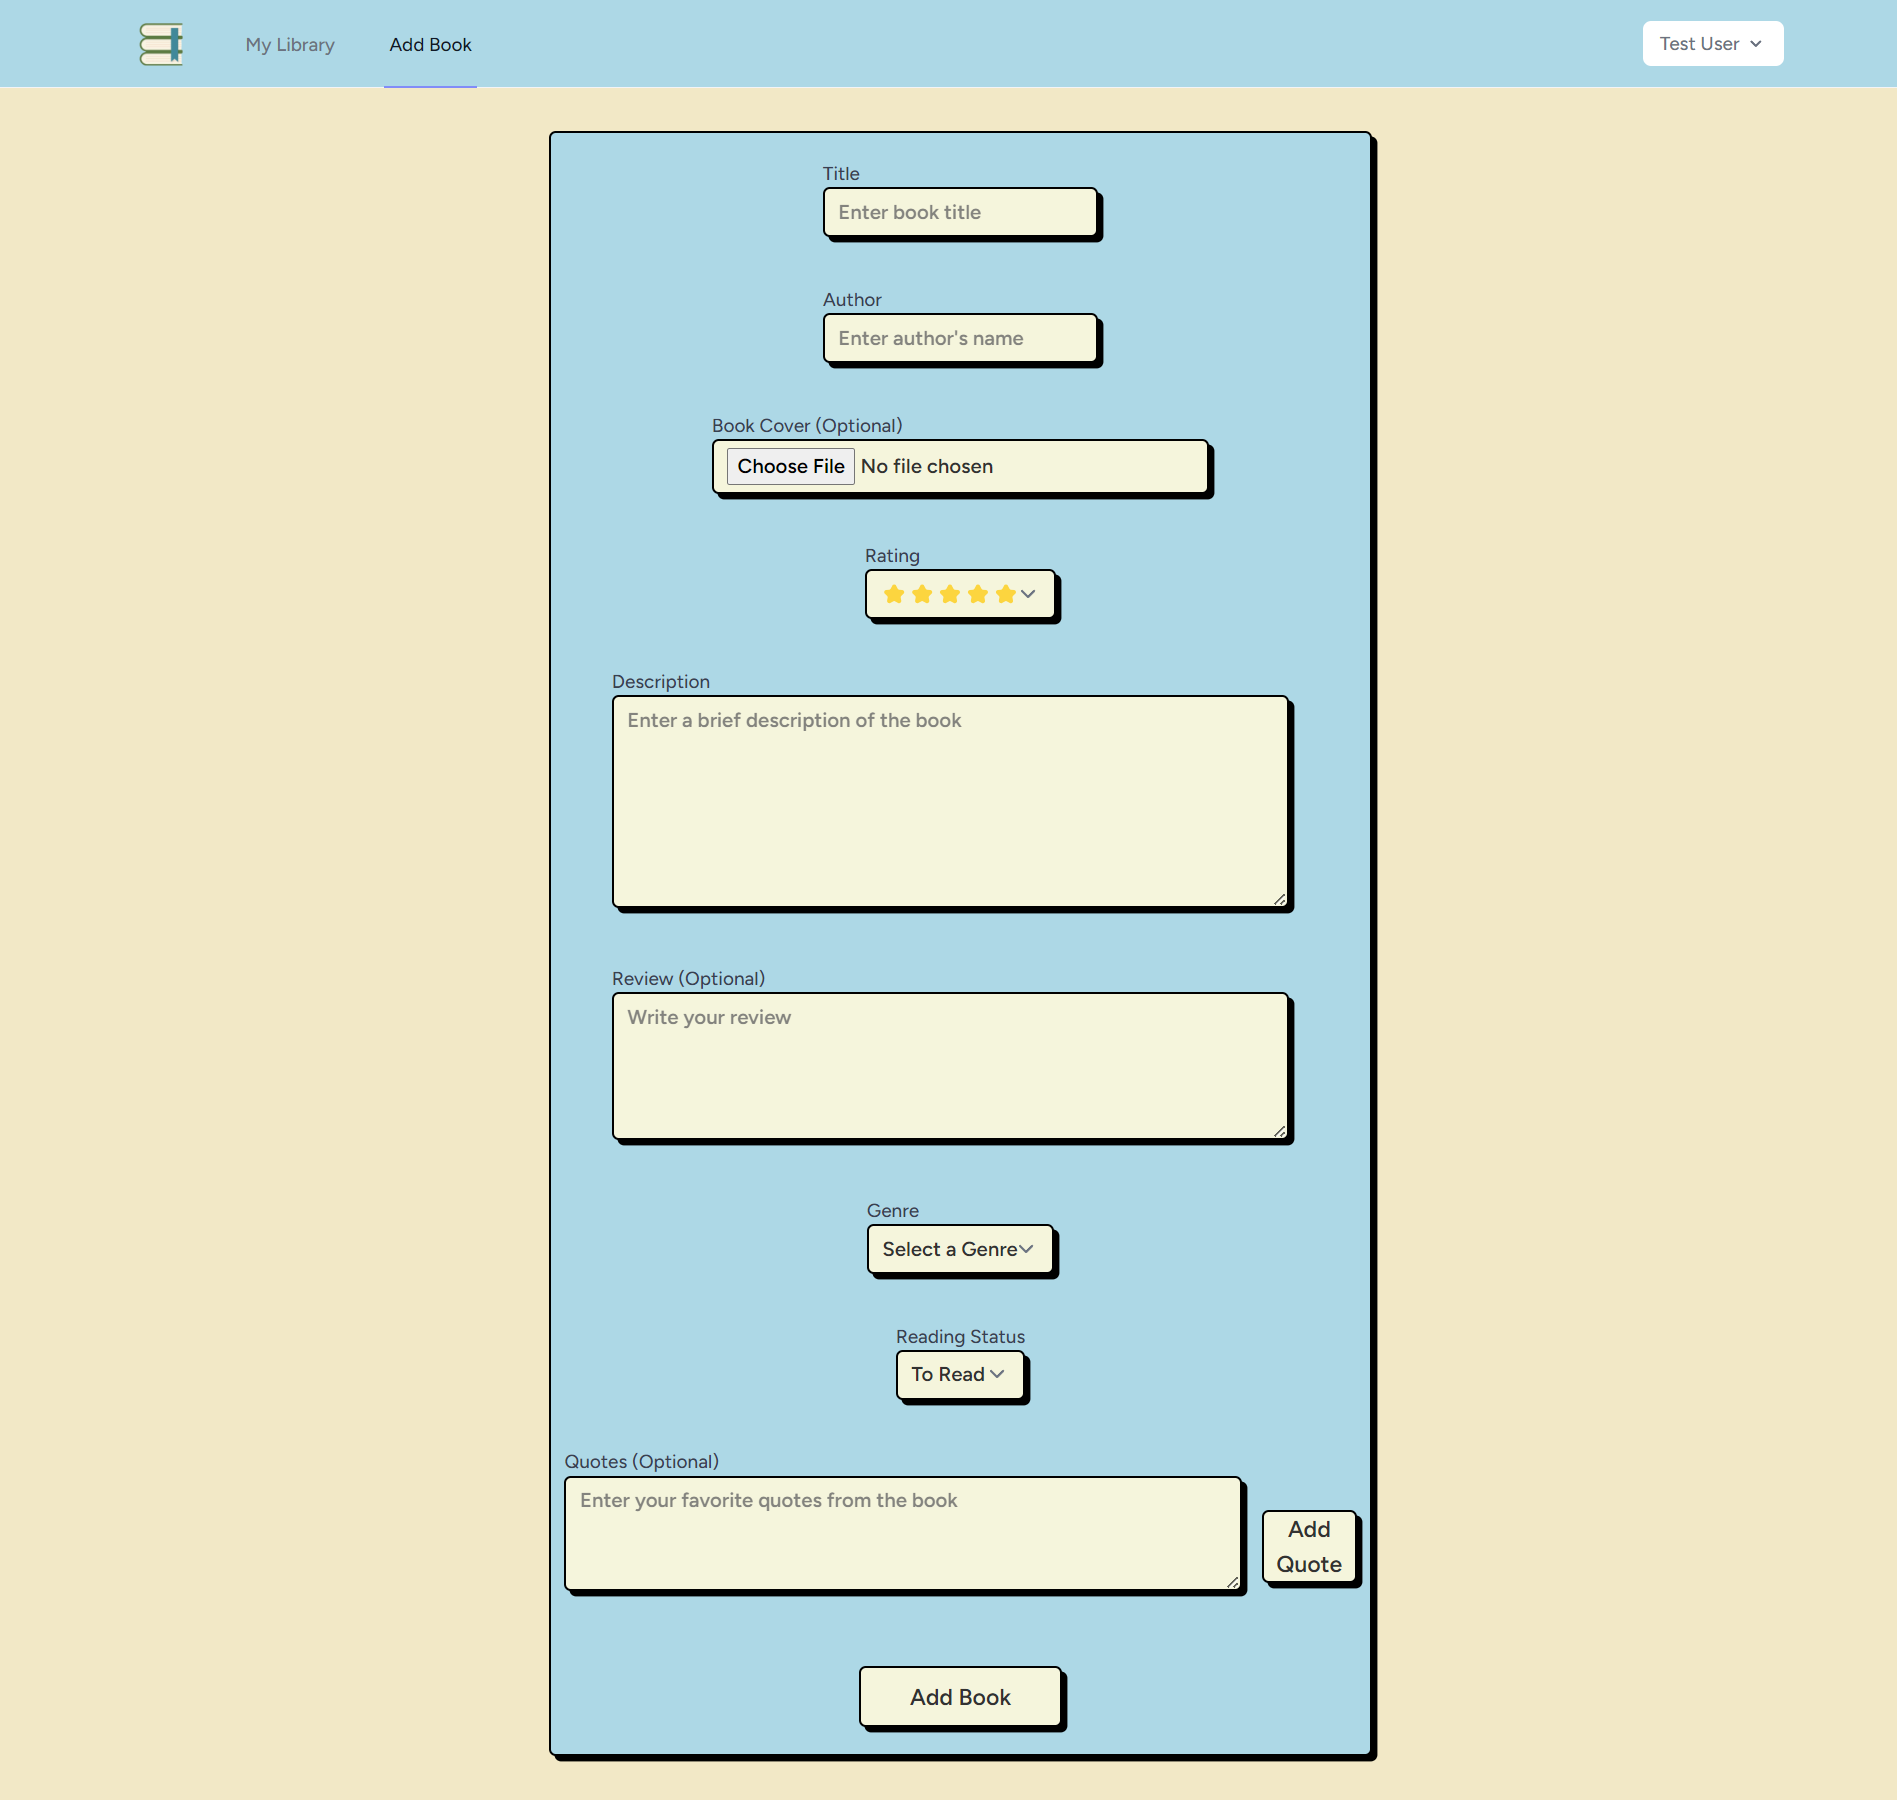 My Library
Add Book
Test User
Title
Enter book title
Author
Enter author's name
Book Cover (Optional)
Choose File No file chosen
Rating
Description
Enter a brief description of the book
Review (Optional)
Write your review
Genre
Select a Genre
Reading Status
To Read
Quotes (Optional)
Enter your favorite quotes from the book
Add
Quote
Add Book